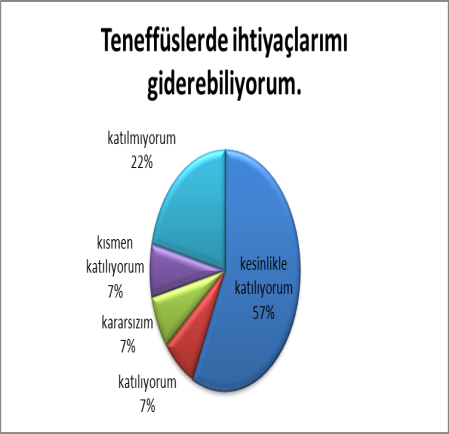 Teneffüslerde ihtiyaçlarımı
giderebiliyorum.
katılmıyorum
22%
kısmen
katılıyorum
7%
kararsızım
7%
katılıyorum
7%
kesinlikle
katılıyorum
57%